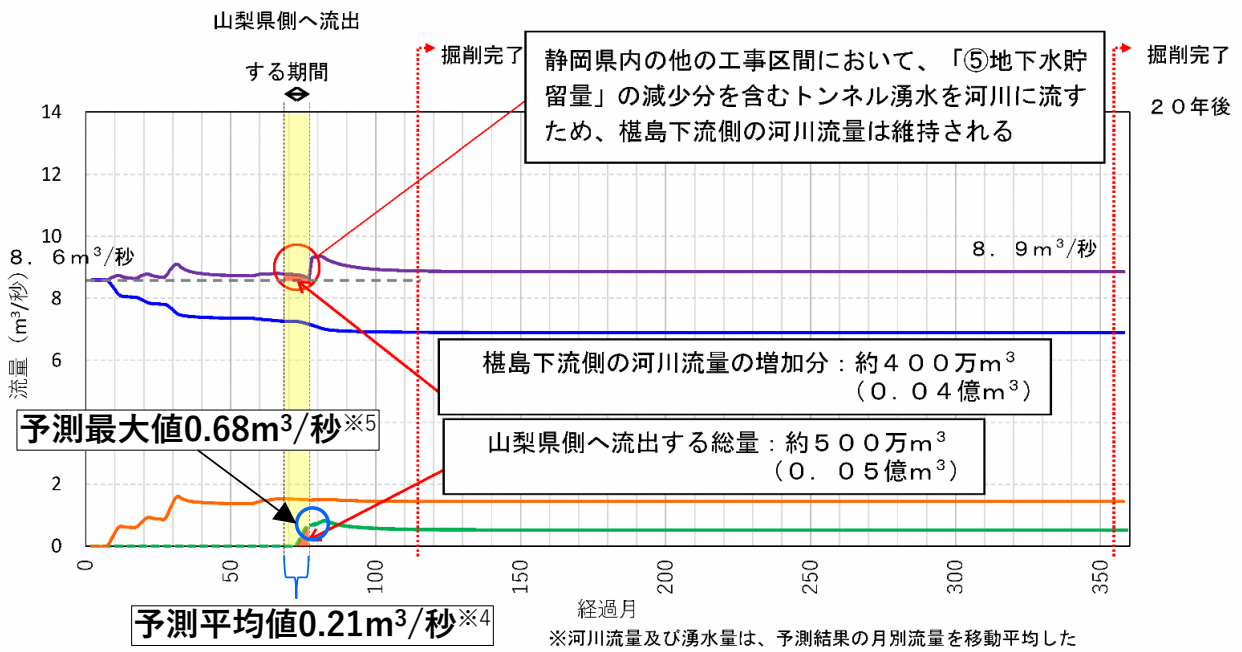 山梨県側へ流出
する期間
掘削完了
静岡県内の他の工事区間において、「⑤地下水貯
留量」の減少分を含むトンネル湧水を河川に流す
ため、椹島下流側の河川流量は維持される
掘削完了
２０年後
14
12
10
8
6
4
2
0
流量（m³/秒）
８．６m³/秒
８．９m³/秒
椹島下流側の河川流量の増加分：約４００万m³
（０．０４億m³）
予測最大値0.68m³/秒※5
山梨県側へ流出する総量：約５００万m³
（０．０５億m³）
0
50
100
150
200
250
300
350
経過月
予測平均値0.21m³/秒※4
※河川流量及び湧水量は、予測結果の月別流量を移動平均した